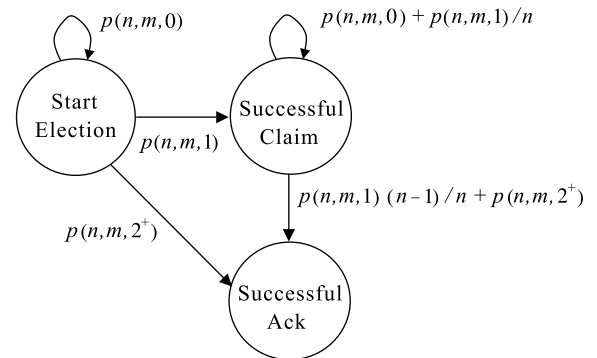 p(n,m,0)
p(n,m,0) + p(n,m,1)/n
Start
Election
Successful
Claim
p(n,m,1)
p(n,m,1) (n−1)/n + p(n,m,2⁺)
p(n,m,2⁺)
Successful
Ack